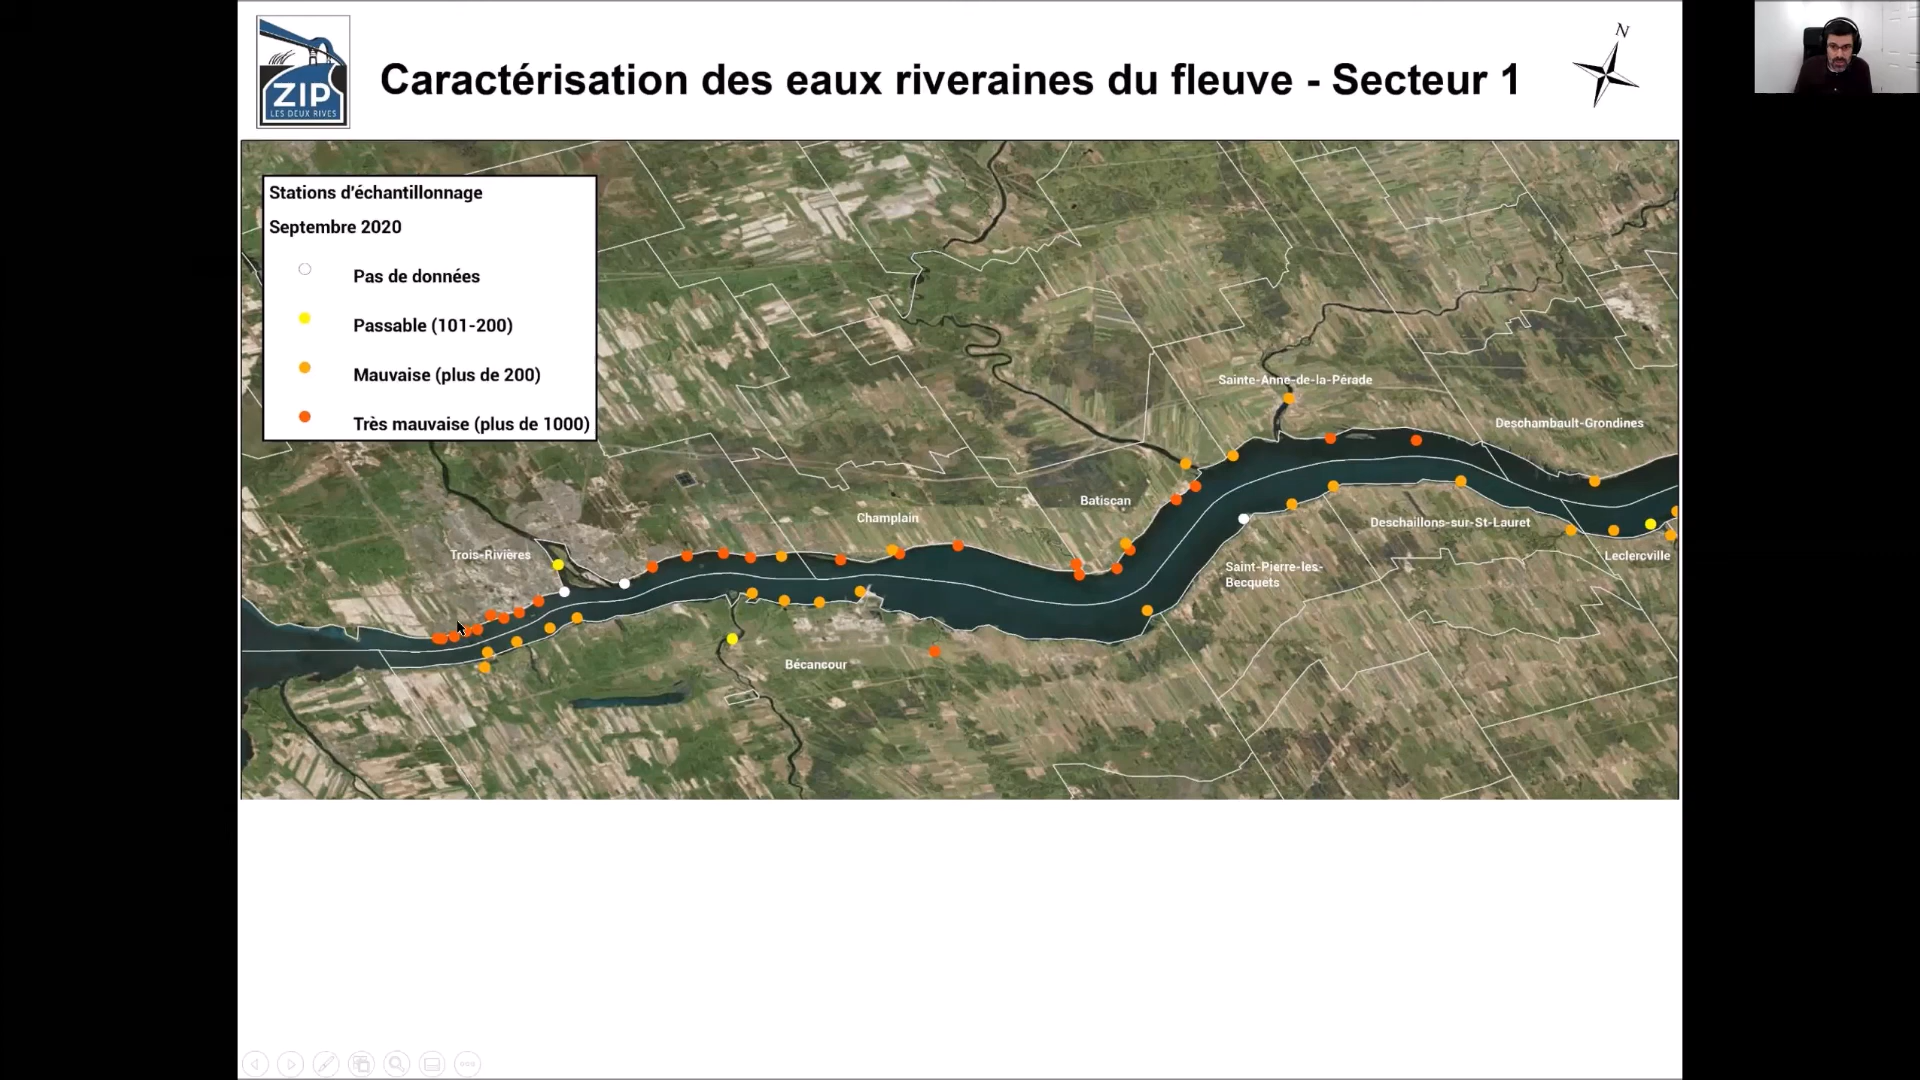 ZIP
LES DEUX RIVES
Caractérisation des eaux riveraines du fleuve - Secteur 1
N
Stations d'échantillonnage
Septembre 2020
Pas de données
Passable (101-200)
Mauvaise (plus de 200)
Très mauvaise (plus de 1000)
Sainte-Anne-de-la-Pérade
Deschambault-Grondines
Batiscan
Champlain
Deschaillons-sur-St-Lauret
Trois-Rivières
Leclercville
Saint-Pierre-les-
Becquets
Bécancour